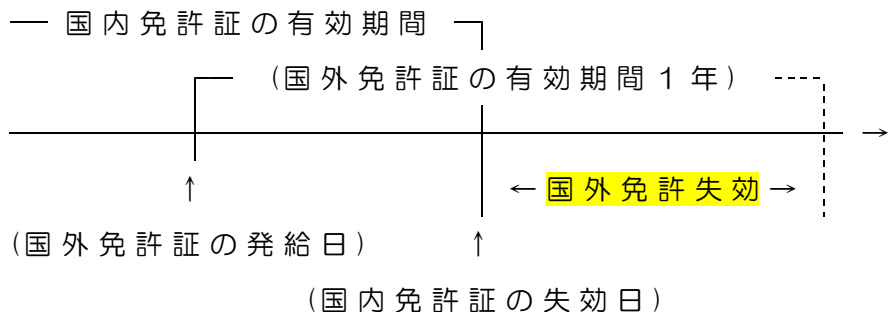 国内免許証の有効期間
(国外免許証の有効期間1年)
→
↑ ←国外免許失効→
(国外免許証の発給日) ↑
(国内免許証の失効日)